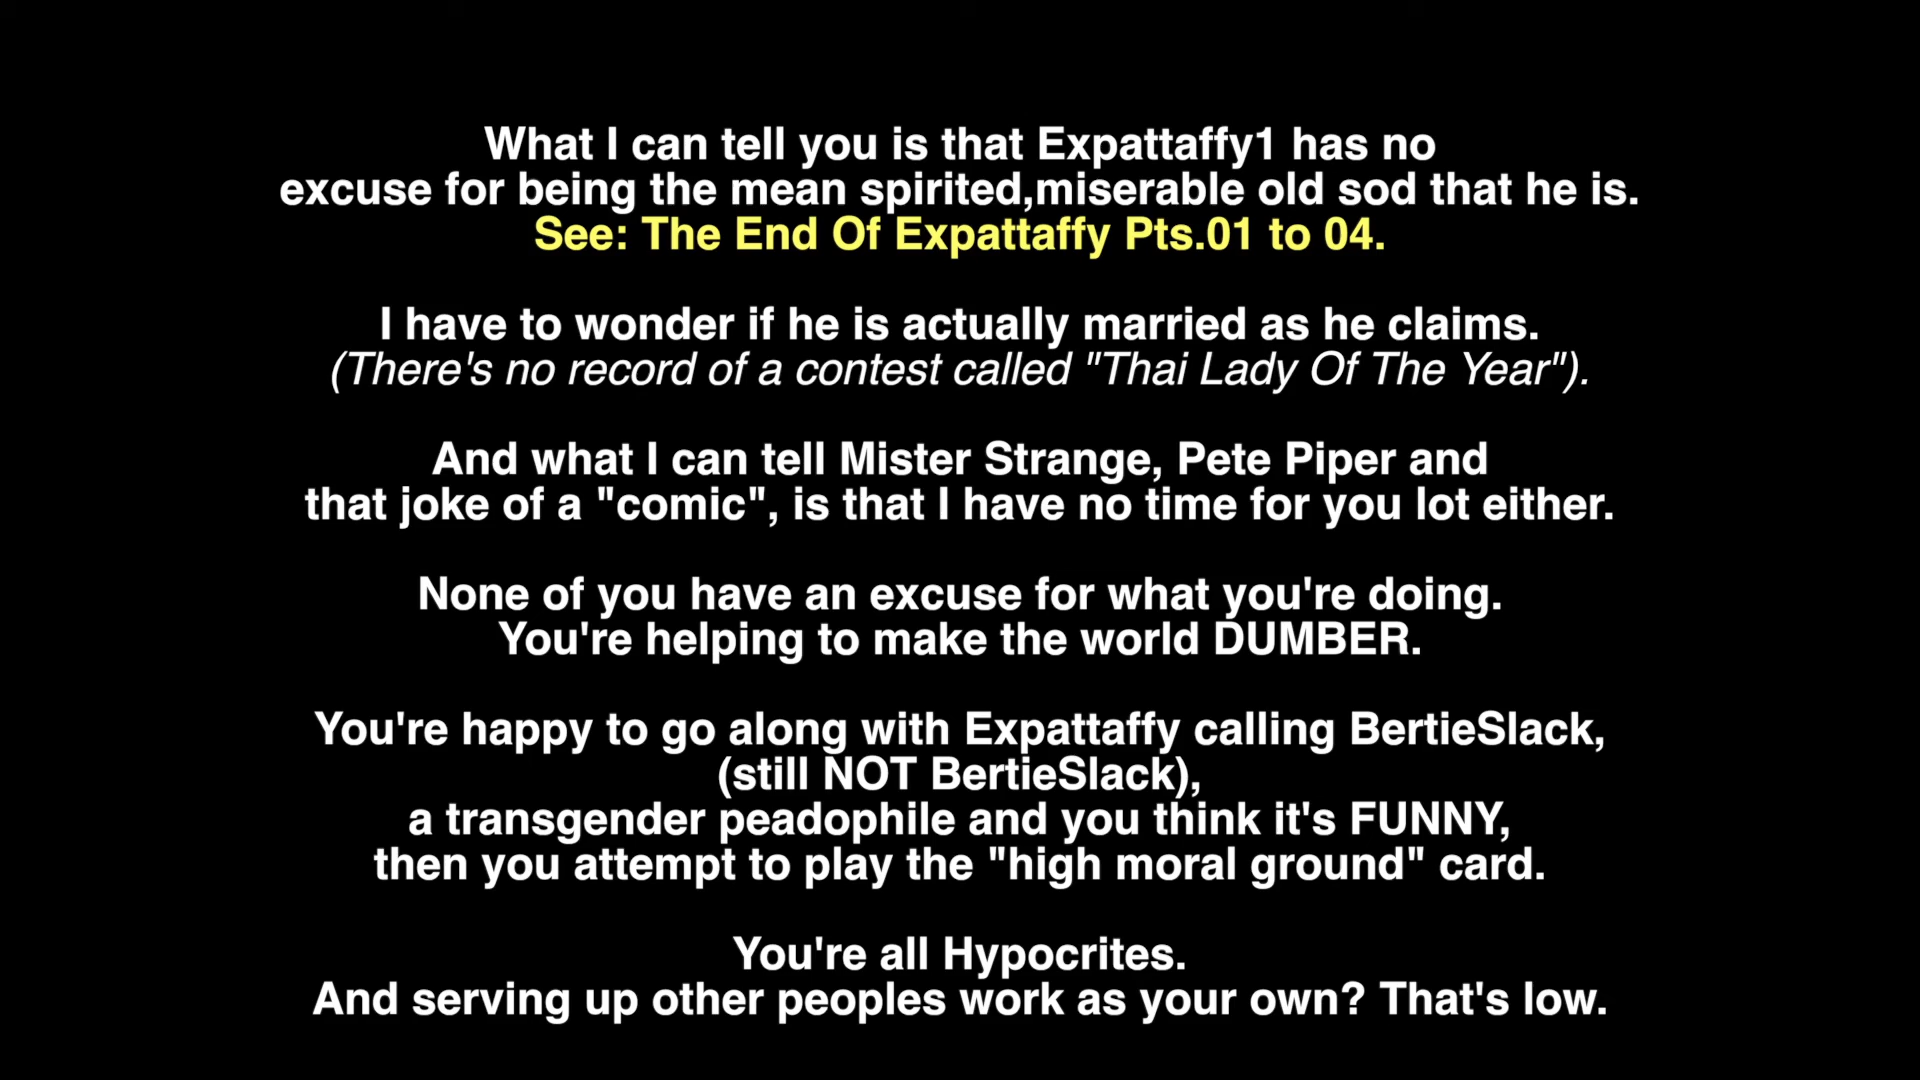 What I can tell you is that Expattaffy1 has no
excuse for being the mean spirited,miserable old sod that he is.
See: The End Of Expattaffy Pts.01 to 04.
I have to wonder if he is actually married as he claims.
(There's no record of a contest called "Thai Lady Of The Year").
And what I can tell Mister Strange, Pete Piper and
that joke of a "comic", is that I have no time for you lot either.
None of you have an excuse for what you're doing.
You're helping to make the world DUMBER.
You're happy to go along with Expattaffy calling BertieSlack,
(still NOT BertieSlack),
a transgender peadophile and you think it's FUNNY,
then you attempt to play the "high moral ground" card.
You're all Hypocrites.
And serving up other peoples work as your own? That's low.